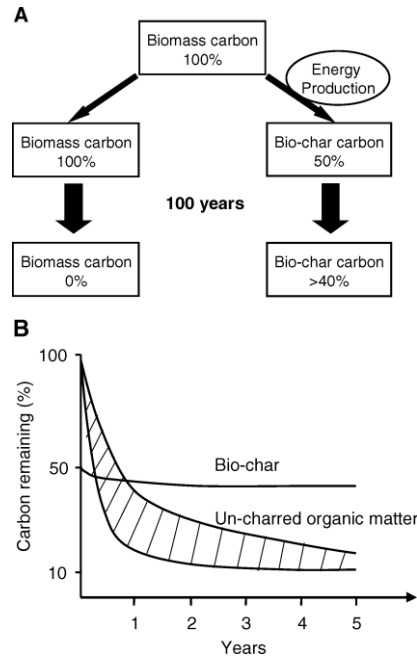 A
Biomass carbon
100%
Energy
Production
Biomass carbon
100%
Bio-char carbon
50%
100 years
Biomass carbon
0%
Bio-char carbon
>40%
B
Carbon remaining (%)
100
50
10
Bio-char
Un-charred organic matter
1 2 3 4 5
Years